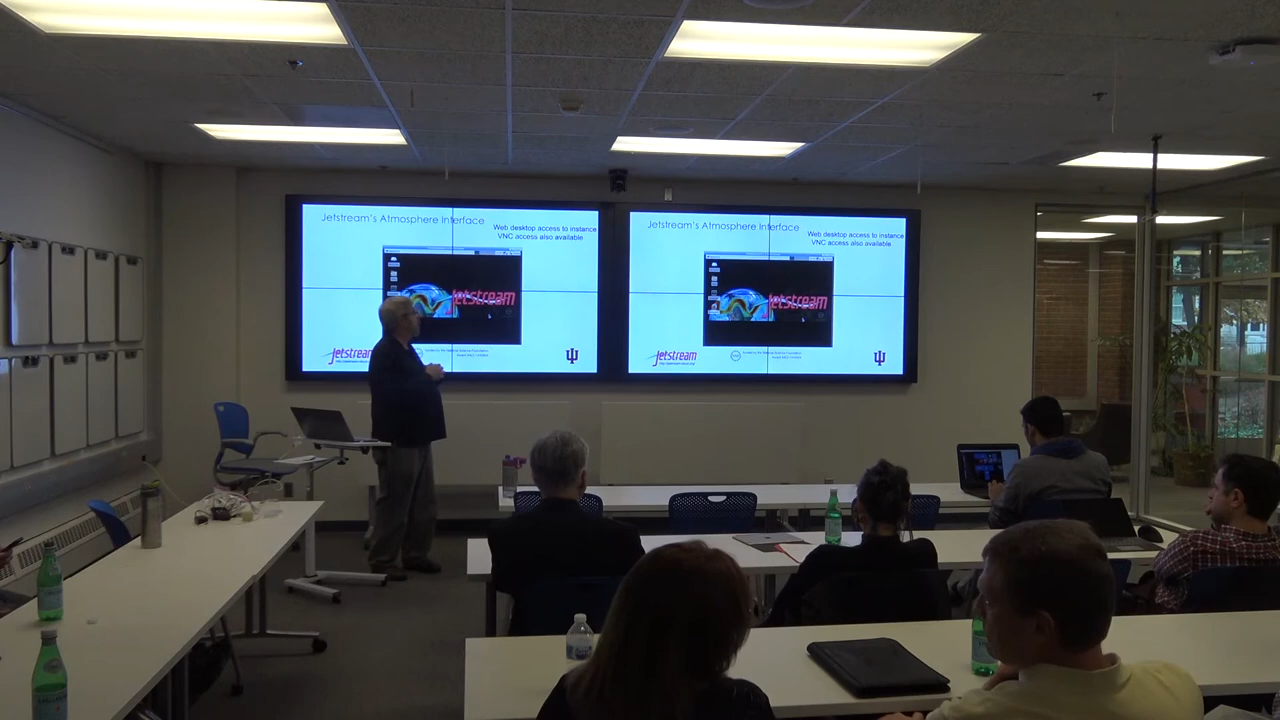 Jetstream's Atmosphere Interface
Web desktop access to instance
VNC access also available
Jetstream
Jetstream
Jetstream's Atmosphere Interface
Web desktop access to instance
VNC access also available
Jetstream
Jetstream